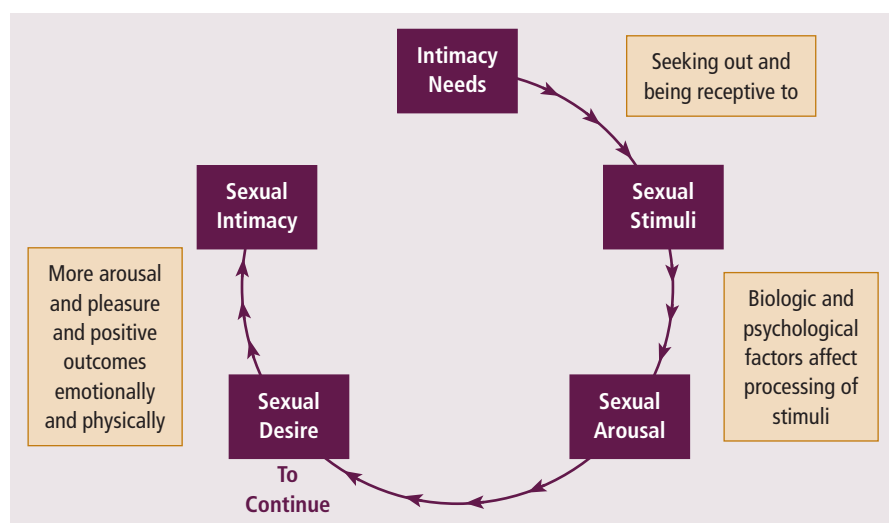 Intimacy
Needs
Seeking out and
being receptive to
Sexual
Stimuli
Biologic and
psychological
factors affect
processing of
stimuli
Sexual
Arousal
Sexual
Desire
To
Continue
More arousal
and pleasure
and positive
outcomes
emotionally
and physically
Sexual
Intimacy